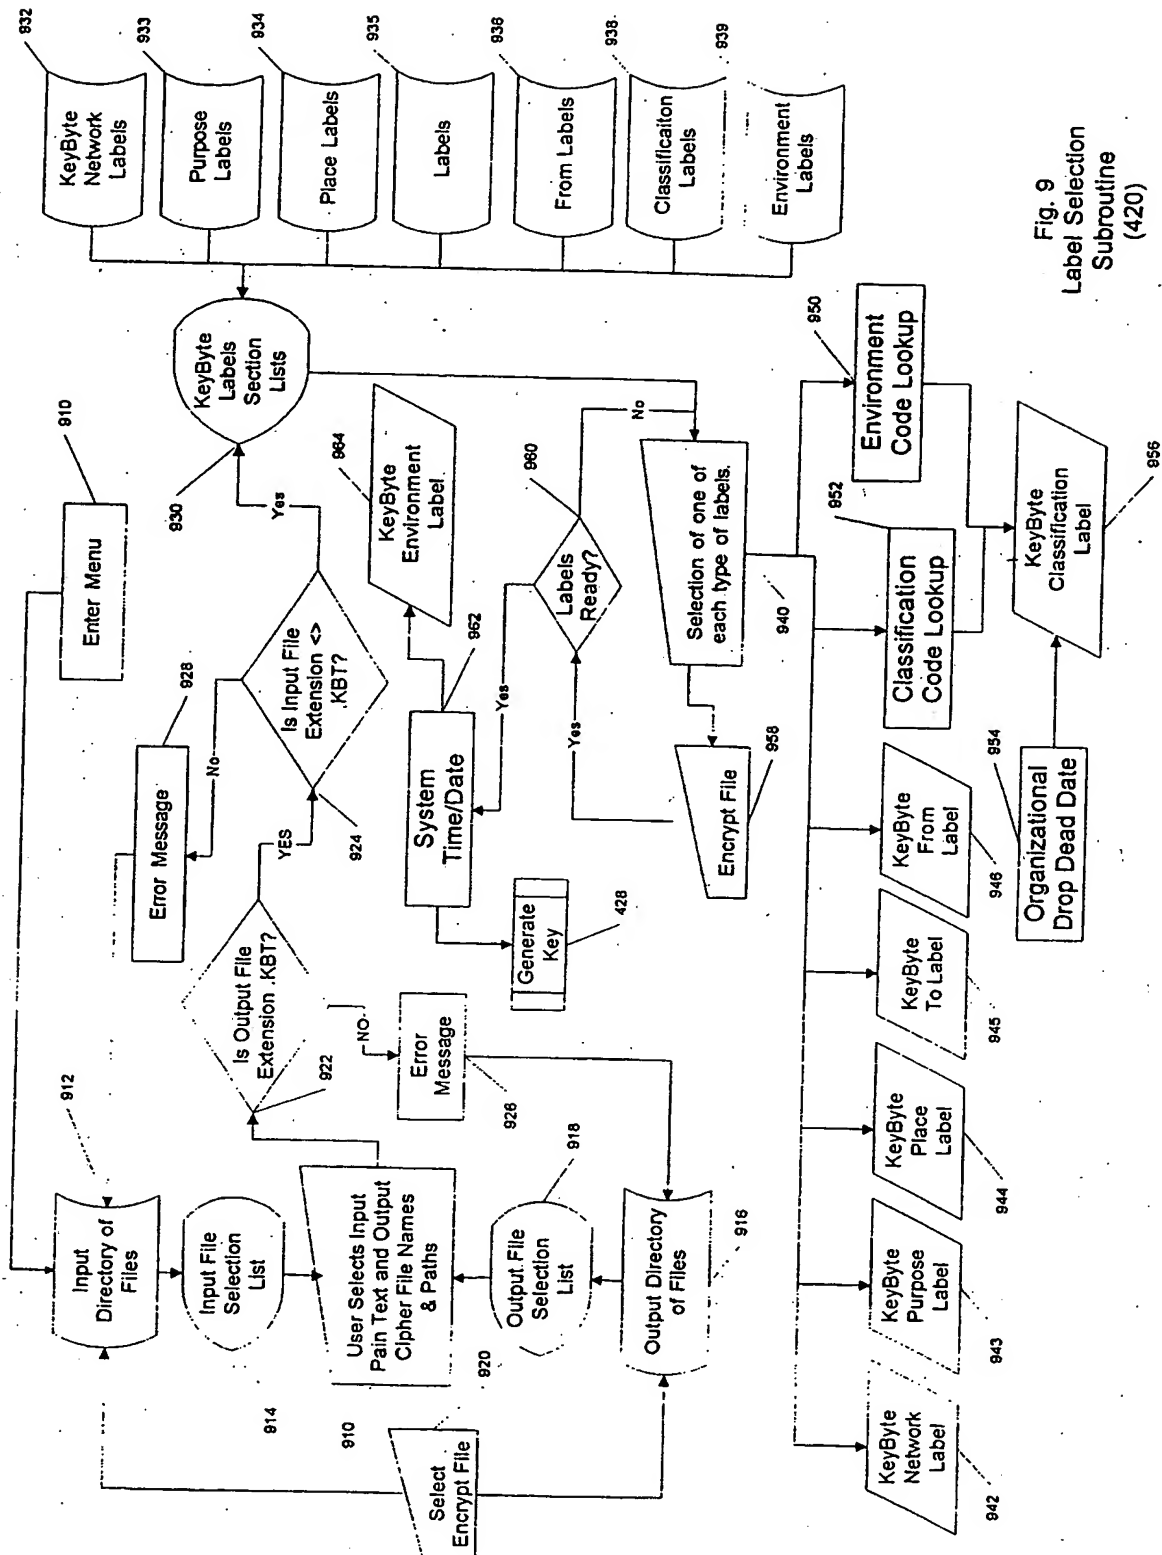 932
933
934
935
936
938
939
KeyByte
Network
Labels
Purpose
Labels
Place Labels
Labels
From Labels
Classificaiton
Labels
Environment
Labels
KeyByte
Labels
Section
Lists
910
Enter Menu
930
Yes
928
Error Message
No
Is Input File
Extension <>
.KBT?
924
YES
964
KeyByte
Environment
Label
962
System
Time/Date
960
Labels
Ready?
No
Yes
Yes
Selection of one of
each type of labels.
940
958
Encrypt File
428
Generate
Key
Is Output File
Extension .KBT?
922
NO
Error
Message
926
912
Input
Directory of
Files
Input File
Selection
List
914
User Selects Input
Pain Text and Output
Cipher File Names
& Paths
920
918
Output File
Selection
List
916
Output Directory
of Files
910
Select
Encrypt File
950
Environment
Code Lookup
952
Classification
Code Lookup
956
KeyByte
Classification
Label
954
Organizational
Drop Dead Date
KeyByte
From Label
946
KeyByte
To Label
945
KeyByte
Place
Label
944
KeyByte
Purpose
Label
943
KeyByte
Network
Label
942
Fig. 9
Label Selection
Subroutine
(420)